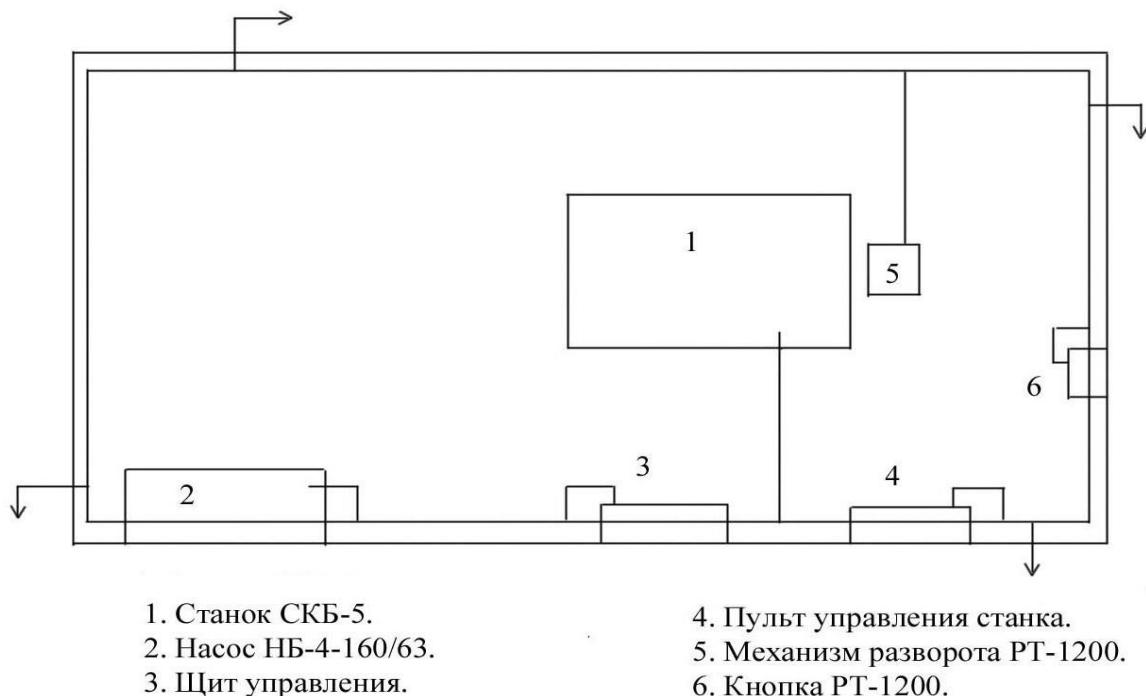 1
5
6
3
4
2
1. Станок СКБ-5.
2. Насос НБ-4-160/63.
3. Щит управления.
4. Пульт управления станка.
5. Механизм разворота РТ-1200.
6. Кнопка РТ-1200.